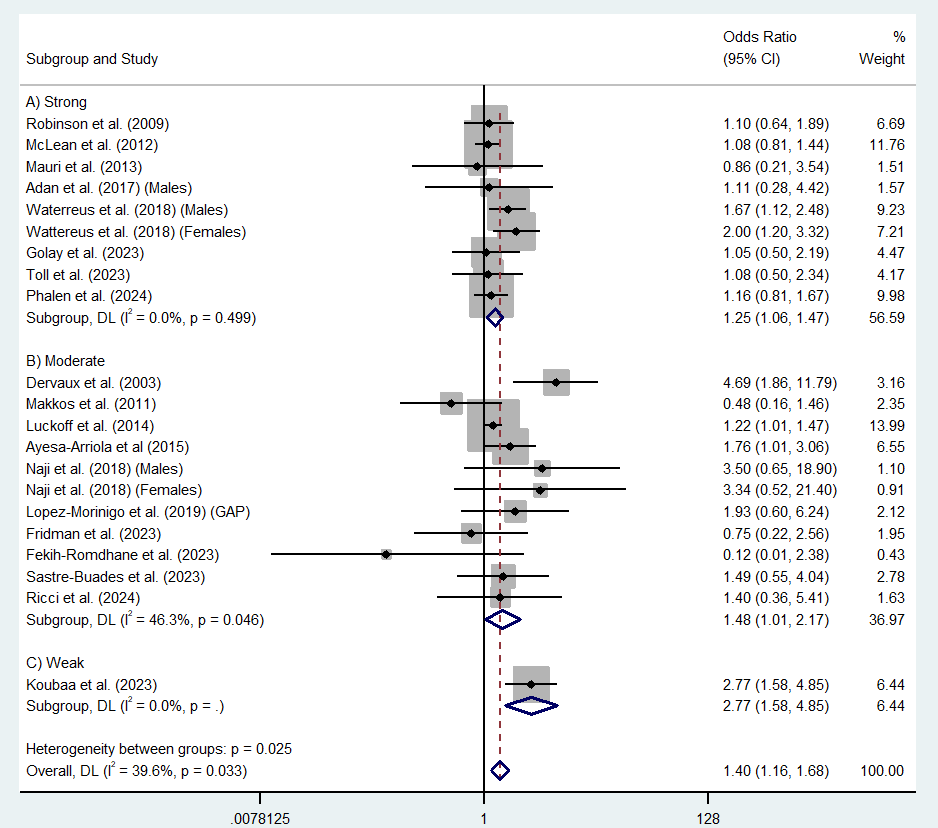 Odds Ratio %
Subgroup and Study (95% CI) Weight
A) Strong
Robinson et al. (2009) 1.10 (0.64, 1.89) 6.69
McLean et al. (2012) 1.08 (0.81, 1.44) 11.76
Mauri et al. (2013) 0.86 (0.21, 3.54) 1.51
Adan et al. (2017) (Males) 1.11 (0.28, 4.42) 1.57
Waterreus et al. (2018) (Males) 1.67 (1.12, 2.48) 9.23
Wattereus et al. (2018) (Females) 2.00 (1.20, 3.32) 7.21
Golay et al. (2023) 1.05 (0.50, 2.19) 4.47
Toll et al. (2023) 1.08 (0.50, 2.34) 4.17
Phalen et al. (2024) 1.16 (0.81, 1.67) 9.98
Subgroup, DL (I² = 0.0%, p = 0.499) 1.25 (1.06, 1.47) 56.59
B) Moderate
Dervaux et al. (2003) 4.69 (1.86, 11.79) 3.16
Makkos et al. (2011) 0.48 (0.16, 1.46) 2.35
Luckoff et al. (2014) 1.22 (1.01, 1.47) 13.99
Ayesa-Arriola et al (2015) 1.76 (1.01, 3.06) 6.55
Naji et al. (2018) (Males) 3.50 (0.65, 18.90) 1.10
Naji et al. (2018) (Females) 3.34 (0.52, 21.40) 0.91
Lopez-Morinigo et al. (2019) (GAP) 1.93 (0.60, 6.24) 2.12
Fridman et al. (2023) 0.75 (0.22, 2.56) 1.95
Fekih-Romdhane et al. (2023) 0.12 (0.01, 2.38) 0.43
Sastre-Buades et al. (2023) 1.49 (0.55, 4.04) 2.78
Ricci et al. (2024) 1.40 (0.36, 5.41) 1.63
Subgroup, DL (I² = 46.3%, p = 0.046) 1.48 (1.01, 2.17) 36.97
C) Weak
Koubaa et al. (2023) 2.77 (1.58, 4.85) 6.44
Subgroup, DL (I² = 0.0%, p = .) 2.77 (1.58, 4.85) 6.44
Heterogeneity between groups: p = 0.025
Overall, DL (I² = 39.6%, p = 0.033) 1.40 (1.16, 1.68) 100.00
.0078125 1 128